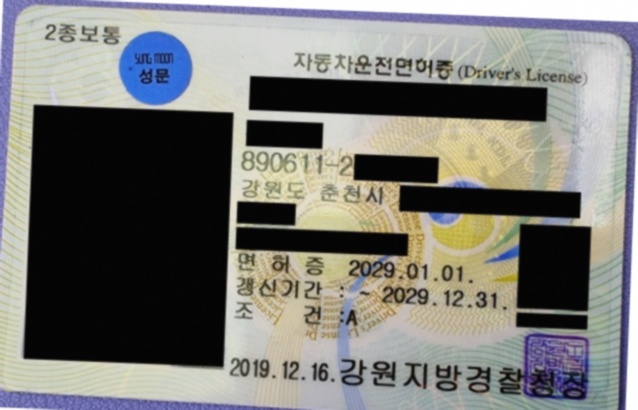 2종보통
sung moon
성문
자동차운전면허증 (Driver's License)
890611-2
강원도 춘천시
면 허 증 2029.01.01.
갱신기간 : ~ 2029.12.31.
조 건 :A
2019.12.16. 강원지방경찰청장